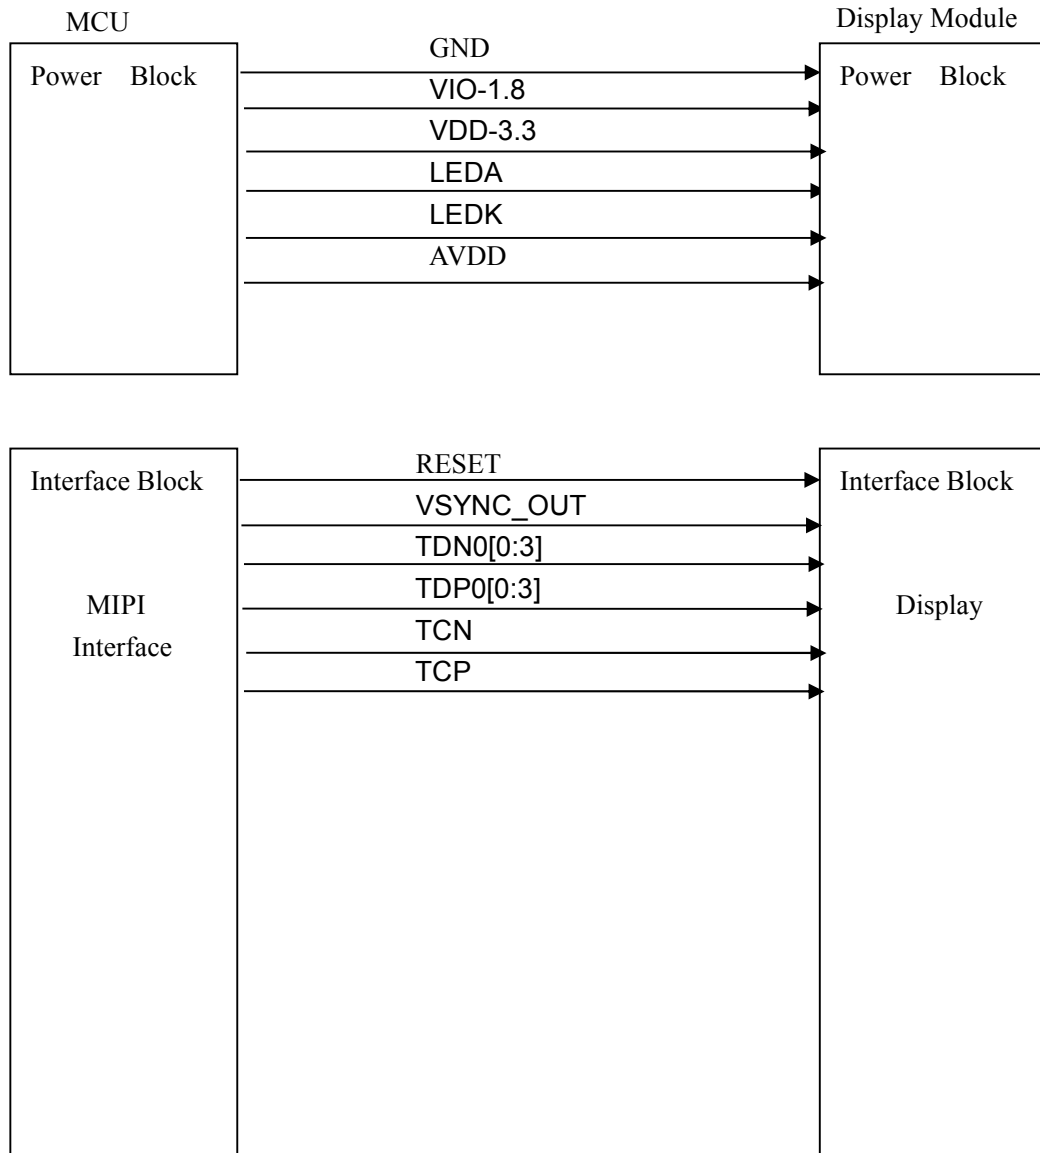 MCU
Display Module
Power Block
GND
VIO-1.8
VDD-3.3
LEDA
LEDK
AVDD
Power Block
Interface Block
MIPI
Interface
RESET
VSYNC_OUT
TDN0[0:3]
TDP0[0:3]
TCN
TCP
Interface Block
Display